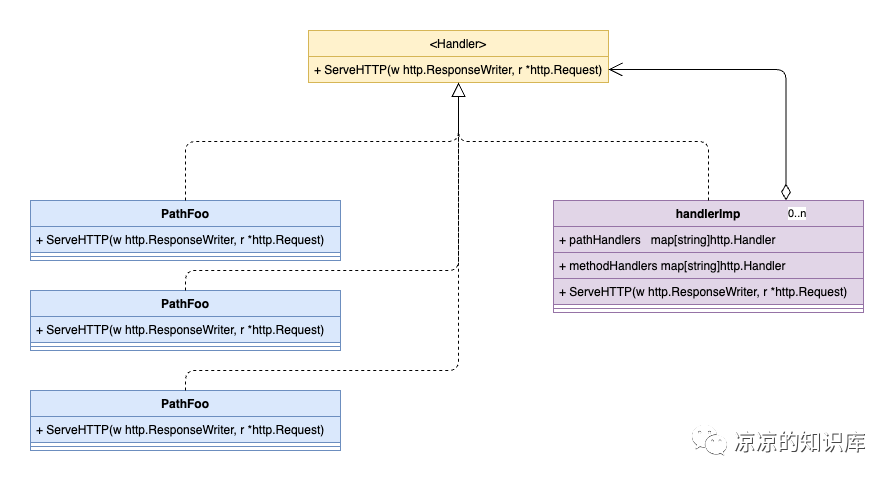 <Handler>
+ ServeHTTP(w http.ResponseWriter, r *http.Request)
PathFoo
+ ServeHTTP(w http.ResponseWriter, r *http.Request)
handlerImp
0..n
+ pathHandlers map[string]http.Handler
+ methodHandlers map[string]http.Handler
+ ServeHTTP(w http.ResponseWriter, r *http.Request)
PathFoo
+ ServeHTTP(w http.ResponseWriter, r *http.Request)
PathFoo
+ ServeHTTP(w http.ResponseWriter, r *http.Request)
凉凉的知识库